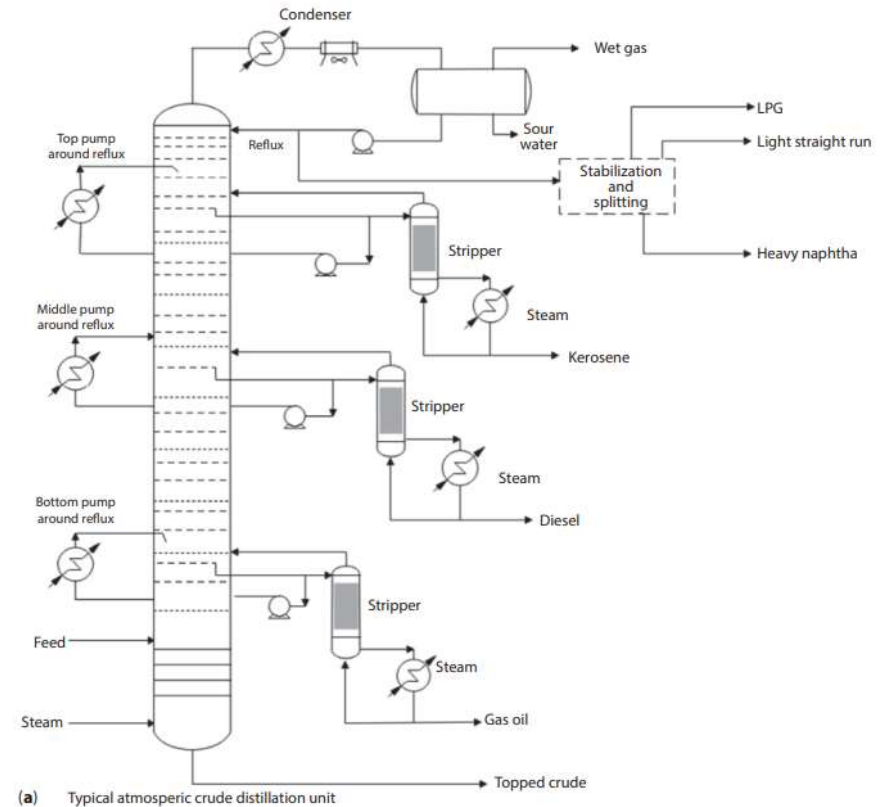 Condenser
Wet gas
LPG
Sour
water
Light straight run
Top pump
around reflux
Reflux
Stabilization
and
splitting
Stripper
Heavy naphtha
Middle pump
around reflux
Steam
Kerosene
Stripper
Steam
Bottom pump
around reflux
Diesel
Stripper
Feed
Steam
Steam
Gas oil
Topped crude
(a) Typical atmosperic crude distillation unit